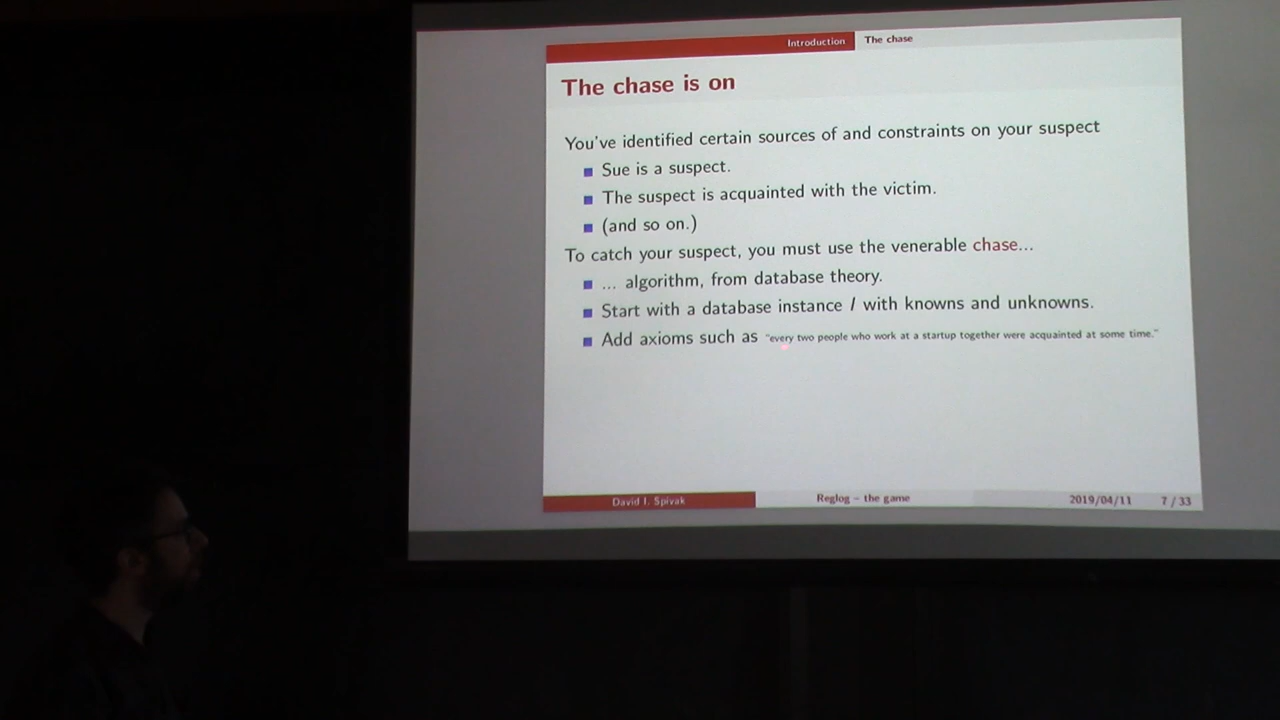 Introduction The chase
The chase is on
You've identified certain sources of and constraints on your suspect
Sue is a suspect.
The suspect is acquainted with the victim.
(and so on.)
To catch your suspect, you must use the venerable chase...
... algorithm, from database theory.
Start with a database instance I with knowns and unknowns.
Add axioms such as "every two people who work at a startup together were acquainted at some time."
David I. Spivak Reglog – the game 2019/04/11 7 / 33